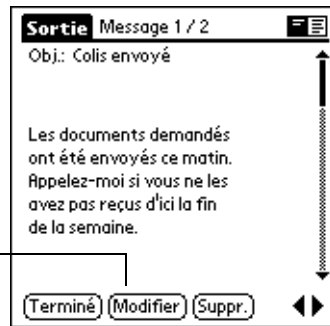 Sortie Message 1 / 2
Obj.: Colis envoyé
Les documents demandés
ont été envoyés ce matin.
Appelez-moi si vous ne les
avez pas reçus d'ici la fin
de la semaine.
Terminé Modifier Suppr.